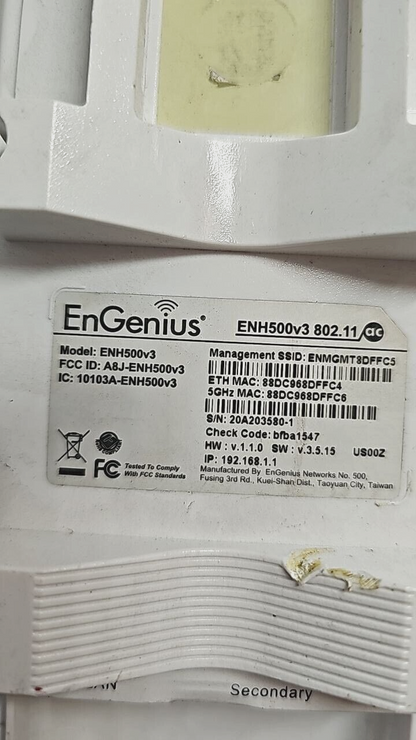 EnGenius®
ENH500v3 802.11 ac
Model: ENH500v3
FCC ID: A8J-ENH500v3
IC: 10103A-ENH500v3
Management SSID: ENMGMT8DFFC5
ETH MAC: 88DC968DFFC4
5GHz MAC: 88DC968DFFC6
S/N: 20A203580-1
Check Code: bfba1547
HW : v.1.1.0 SW : v.3.5.15 US00Z
IP: 192.168.1.1
FC Tested To Comply
With FCC Standards
Manufactured By EnGenius Networks No. 500,
Fusing 3rd Rd., Kuei-Shan Dist., Taoyuan City, Taiwan
Secondary